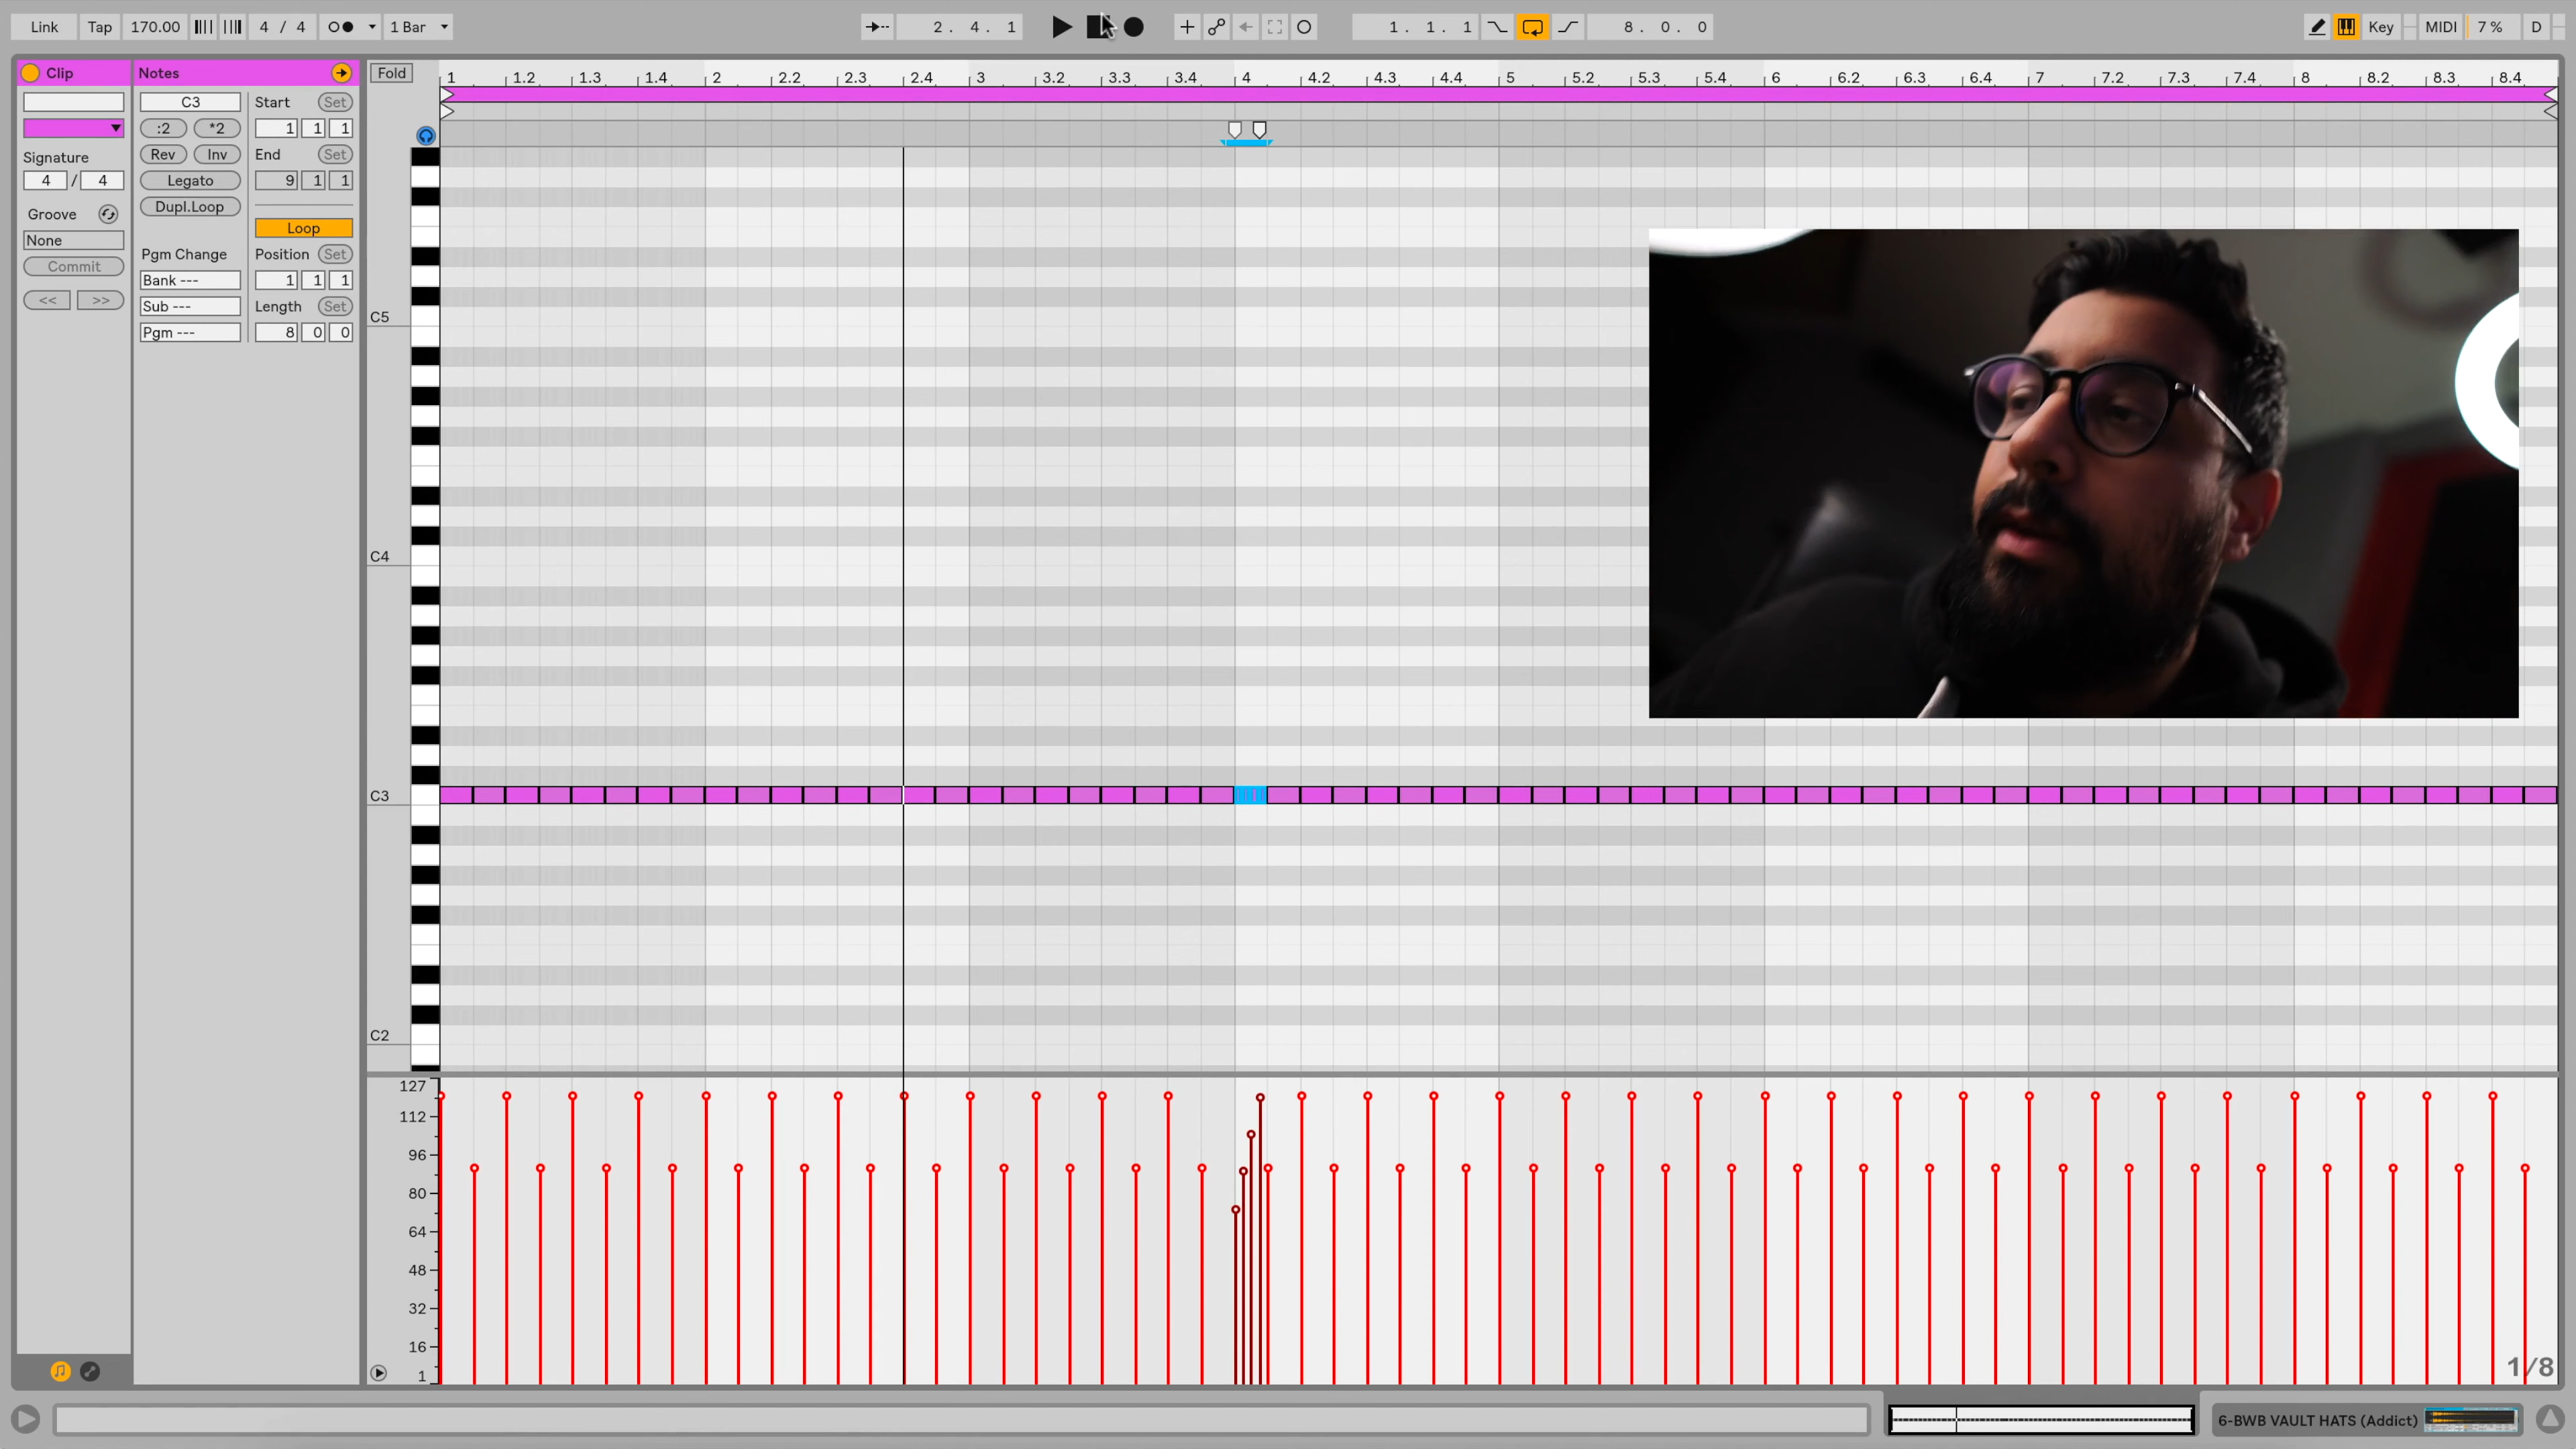 Link Tap 170.00 4 / 4 1 Bar 2. 4. 1 1. 1. 1 8. 0. 0 Key MIDI 7 % D
Clip
Signature
4 / 4
Groove
None
Commit
<< >>
Notes
C3
:2 *2
Rev Inv
Legato
Dupl.Loop
Pgm Change
Bank ---
Sub ---
Pgm ---
Start Set
1 1 1
End Set
9 1 1
Loop
Position Set
1 1 1
Length Set
8 0 0
Fold
1 1.2 1.3 1.4 2 2.2 2.3 2.4 3 3.2 3.3 3.4 4 4.2 4.3 4.4 5 5.2 5.3 5.4 6 6.2 6.3 6.4 7 7.2 7.3 7.4 8 8.2 8.3 8.4
C5
C4
C3
C2
127
112
96
80
64
48
32
16
1
1/8
6-BWB VAULT HATS (Addict)